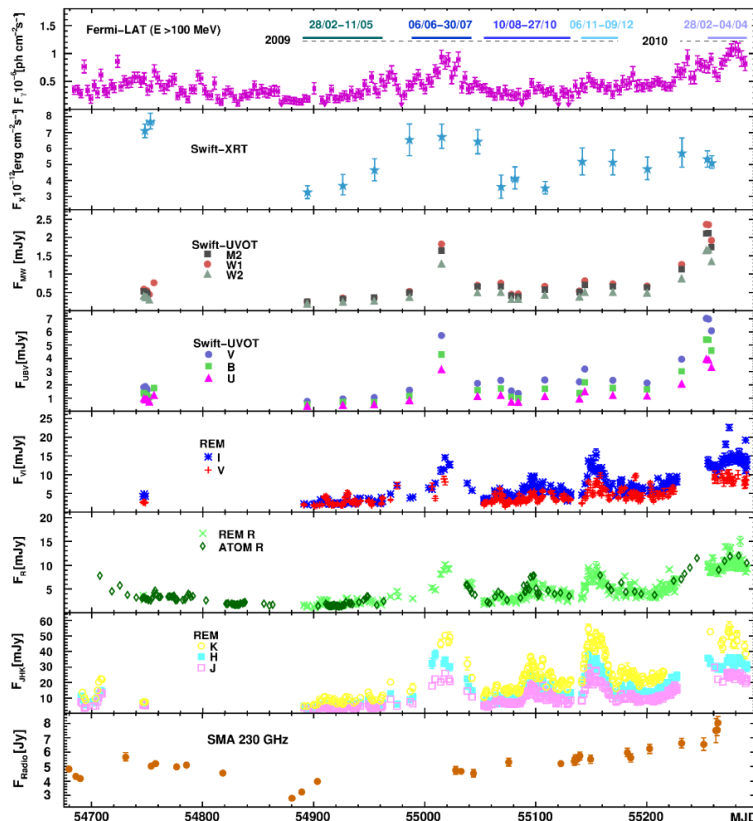 28/02-11/05 06/06-30/07 10/08-27/10 06/11-09/12 28/02-04/04
Fermi-LAT (E >100 MeV)
2009 2010
1.5
1
0.5
F_γ 10⁻⁶ [ph cm⁻²s⁻¹]
Swift-XRT
8
7
6
5
4
3
F_X 10⁻¹² [erg cm⁻²s⁻¹]
2.5
2
1.5
1
0.5
F_MW [mJy]
Swift-UVOT
M2
W1
W2
7
6
5
4
3
2
1
F_UBV [mJy]
Swift-UVOT
V
B
U
25
20
15
10
5
F_VI [mJy]
REM
I
V
20
15
10
5
F_R [mJy]
REM R
ATOM R
60
50
40
30
20
10
F_JHK [mJy]
REM
K
H
J
8
7
6
5
4
3
F_Radio [Jy]
SMA 230 GHz
54700 54800 54900 55000 55100 55200